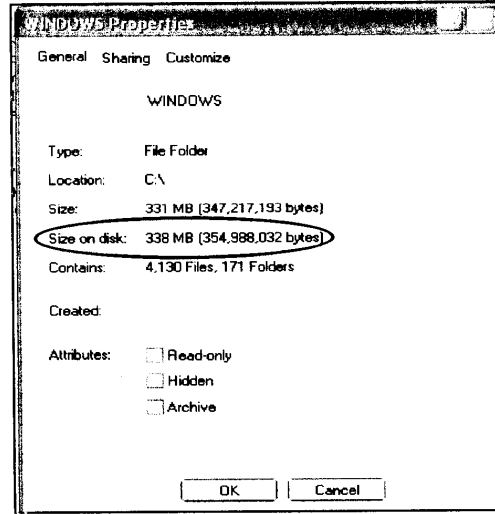 WINDOWS Properties
General Sharing Customize
WINDOWS
Type: File Folder
Location: C:\
Size: 331 MB (347,217,193 bytes)
Size on disk: 338 MB (354,988,032 bytes)
Contains: 4,130 Files, 171 Folders
Created:
Attributes: Read-only
Hidden
Archive
OK Cancel